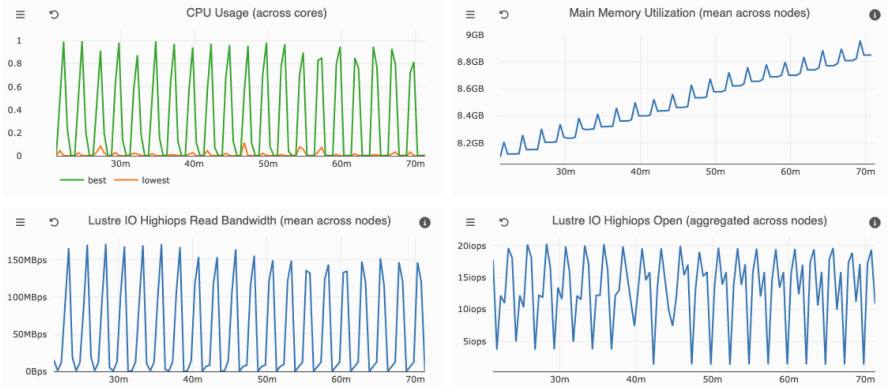 CPU Usage (across cores)
1
0.8
0.6
0.4
0.2
0
30m
40m
50m
60m
70m
best
lowest
Main Memory Utilization (mean across nodes)
9GB
8.8GB
8.6GB
8.4GB
8.2GB
30m
40m
50m
60m
70m
Lustre IO Highiops Read Bandwidth (mean across nodes)
150MBps
100MBps
50MBps
0Bps
30m
40m
50m
60m
70m
Lustre IO Highiops Open (aggregated across nodes)
20iops
15iops
10iops
5iops
30m
40m
50m
60m
70m